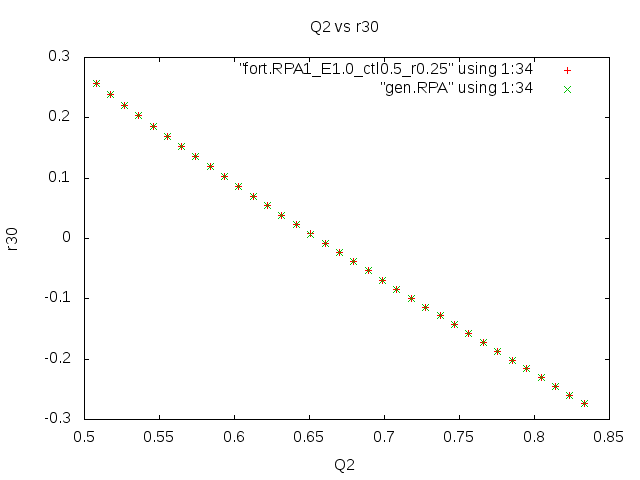 Q2 vs r30
"fort.RPA1_E1.0_ctl0.5_r0.25" using 1:34
"gen.RPA" using 1:34
0.3
0.2
0.1
0
-0.1
-0.2
-0.3
r30
0.5 0.55 0.6 0.65 0.7 0.75 0.8 0.85
Q2